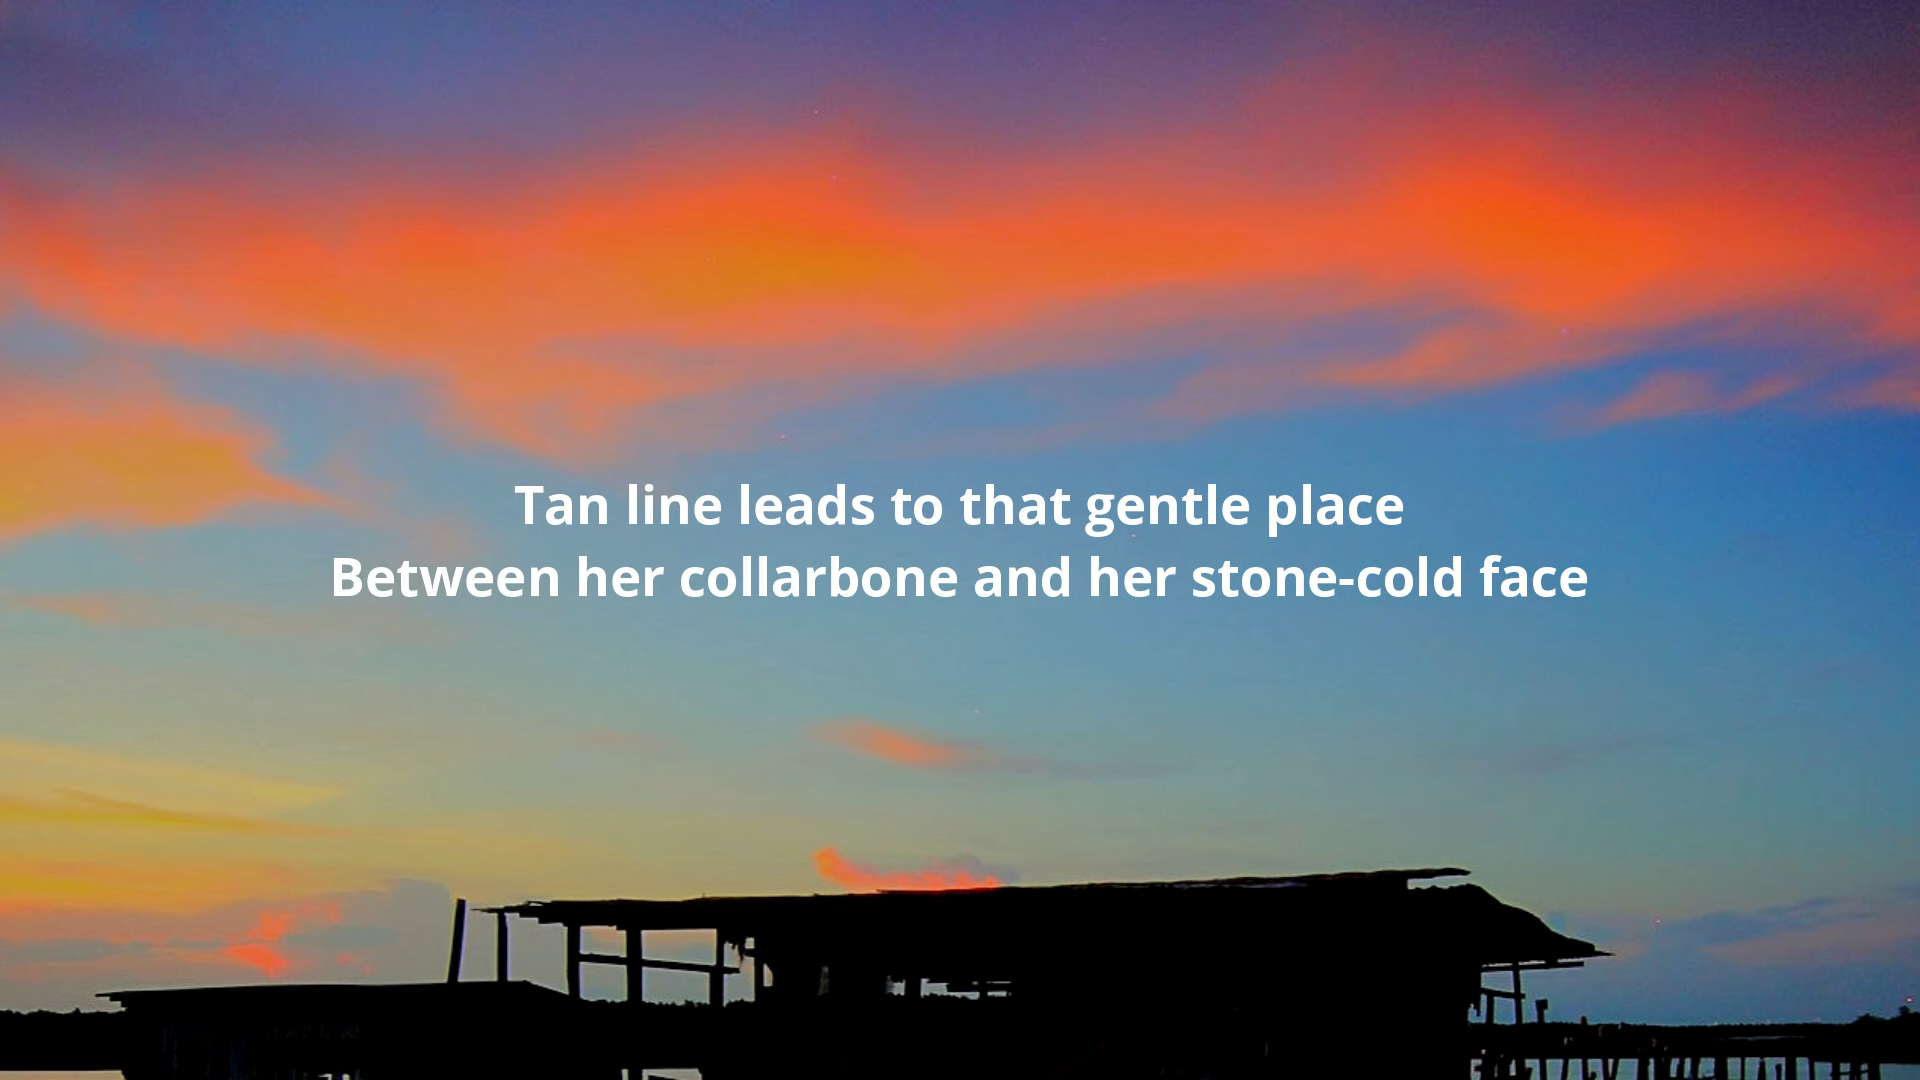 Tan line leads to that gentle place
Between her collarbone and her stone-cold face